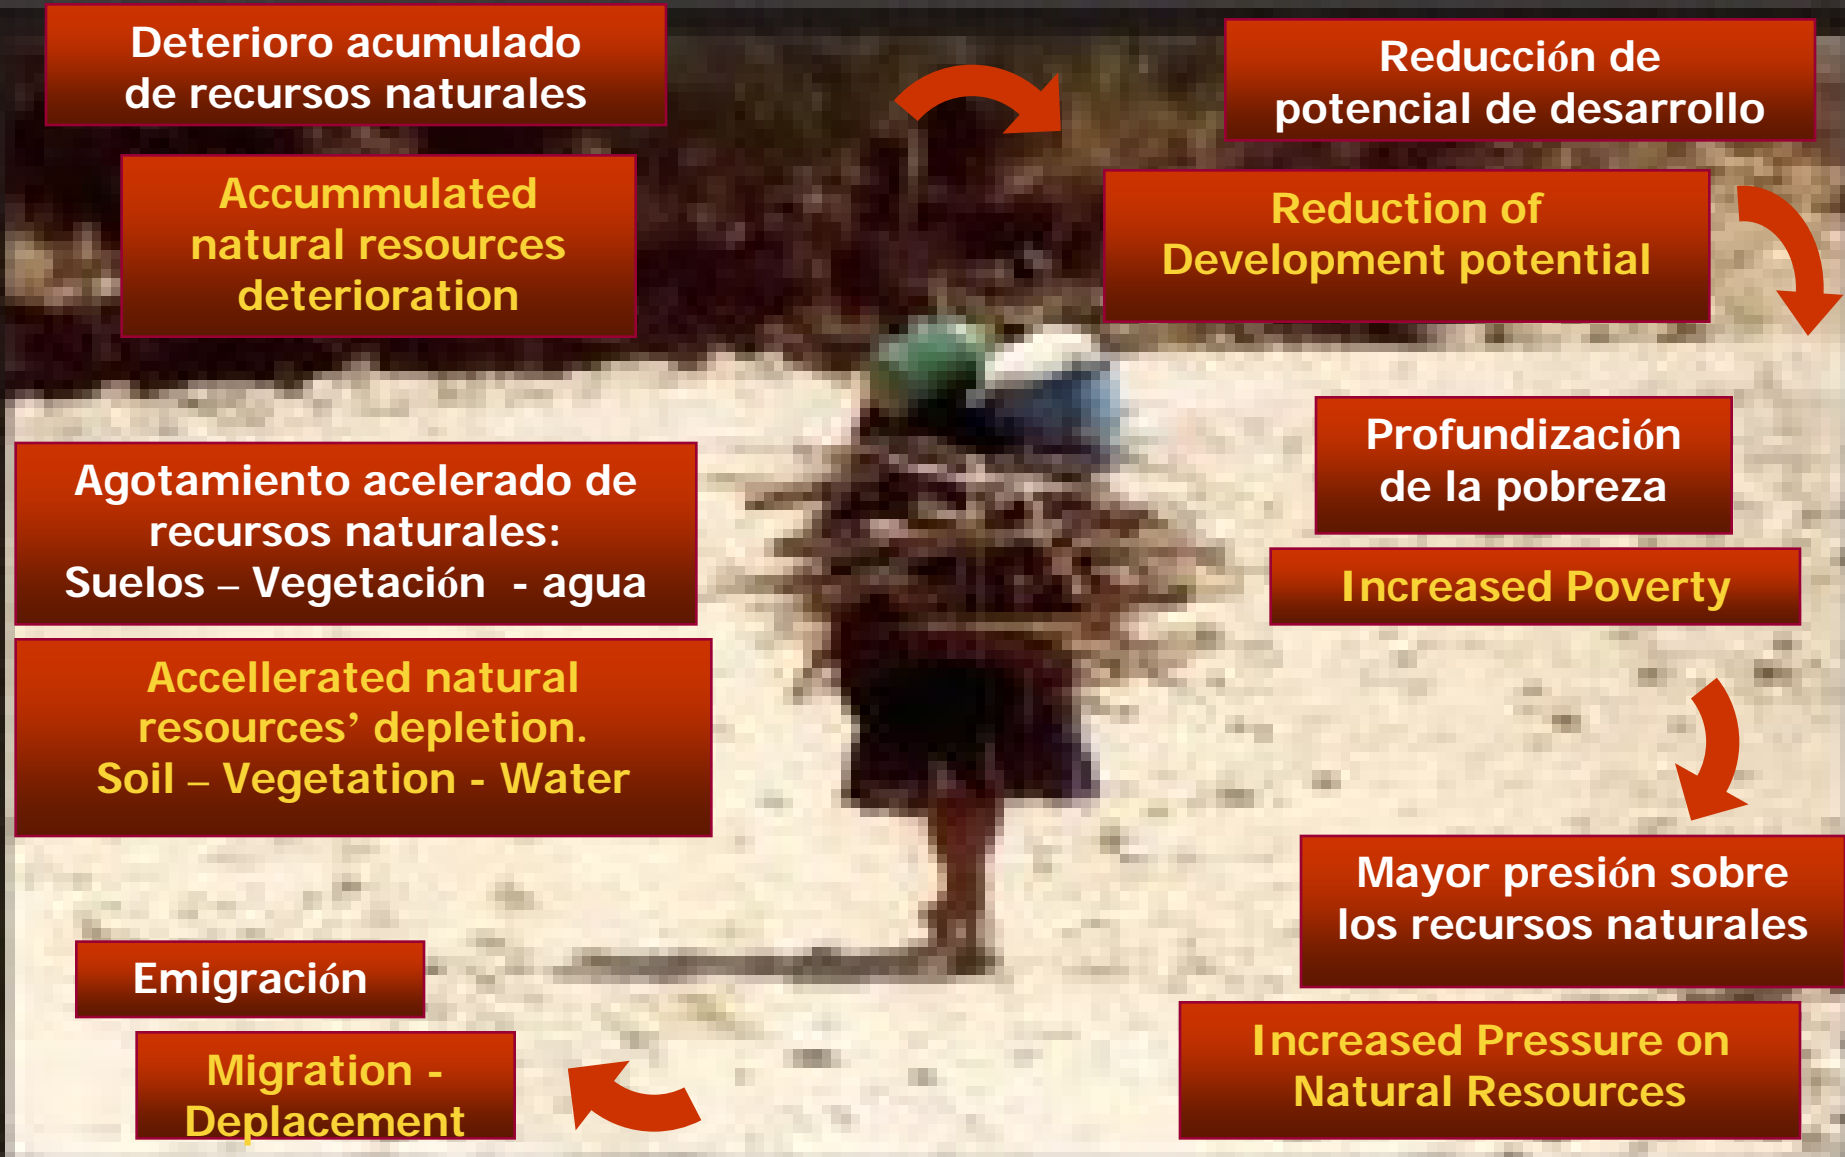 Deterioro acumulado
de recursos naturales
Accummulated
natural resources
deterioration
Reducción de
potencial de desarrollo
Reduction of
Development potential
Profundización
de la pobreza
Increased Poverty
Mayor presión sobre
los recursos naturales
Increased Pressure on
Natural Resources
Emigración
Migration -
Deplacement
Agotamiento acelerado de
recursos naturales:
Suelos – Vegetación - agua
Accellerated natural
resources’ depletion.
Soil – Vegetation - Water